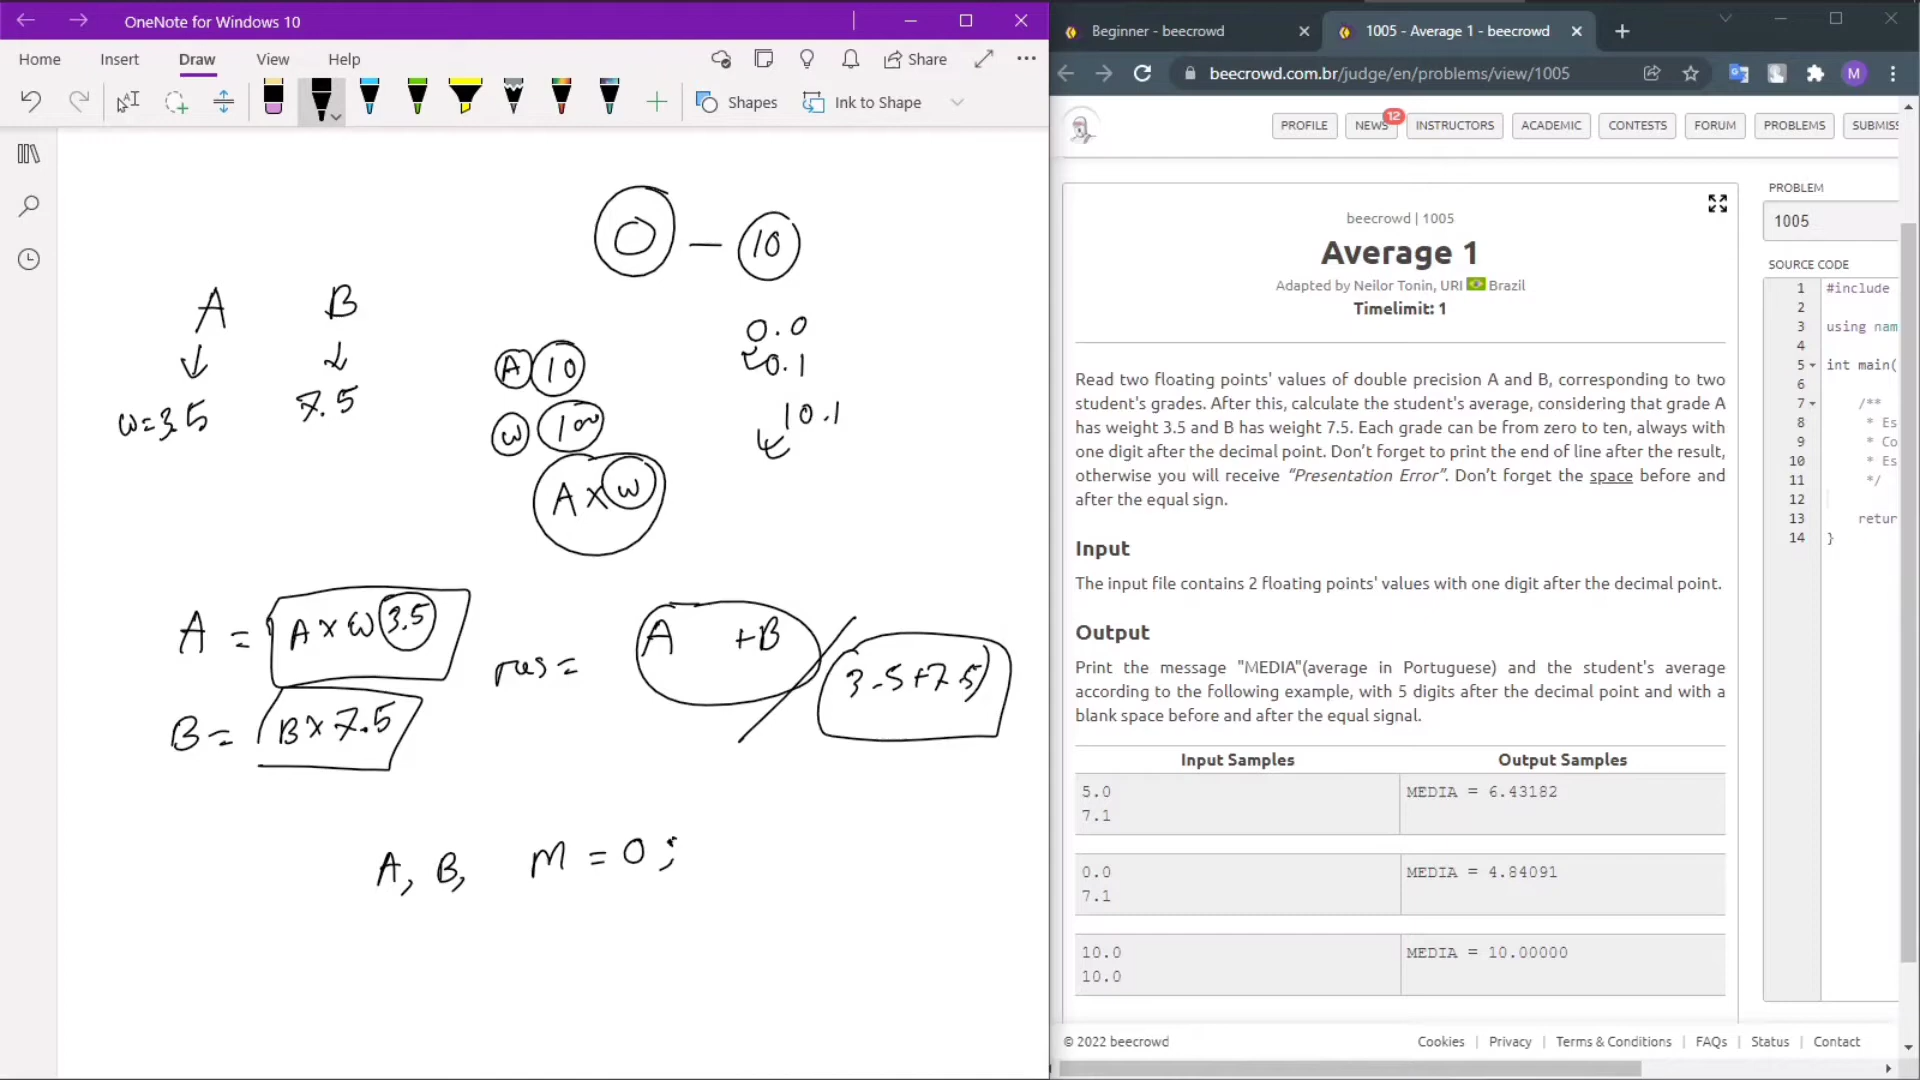 OneNote for Windows 10
Home Insert Draw View Help Share
Shapes Ink to Shape
0 - 10
A B
w=3.5 7.5
A 10
w 100
A x w
0.0
0.1
10.1
A = A x w 3.5
B = B x 7.5
res = A + B / 3.5+7.5)
A, B, M = 0;
Beginner - beecrowd
1005 - Average 1 - beecrowd
beecrowd.com.br/judge/en/problems/view/1005
M
PROFILE NEWS 12 INSTRUCTORS ACADEMIC CONTESTS FORUM PROBLEMS SUBMISS
beecrowd | 1005
Average 1
Adapted by Neilor Tonin, URI Brazil
Timelimit: 1
Read two floating points' values of double precision A and B, corresponding to two
student's grades. After this, calculate the student's average, considering that grade A
has weight 3.5 and B has weight 7.5. Each grade can be from zero to ten, always with
one digit after the decimal point. Don’t forget to print the end of line after the result,
otherwise you will receive “Presentation Error”. Don’t forget the space before and
after the equal sign.
Input
The input file contains 2 floating points' values with one digit after the decimal point.
Output
Print the message "MEDIA"(average in Portuguese) and the student's average
according to the following example, with 5 digits after the decimal point and with a
blank space before and after the equal signal.
Input Samples Output Samples
5.0 MEDIA = 6.43182
7.1
0.0 MEDIA = 4.84091
7.1
10.0 MEDIA = 10.00000
10.0
PROBLEM
1005
SOURCE CODE
1 #include
2
3 using nam
4
5 int main(
6
7 /**
8 * Es
9 * Co
10 * Es
11 */
12
13 retur
14 }
© 2022 beecrowd
Cookies | Privacy | Terms & Conditions | FAQs | Status | Contact